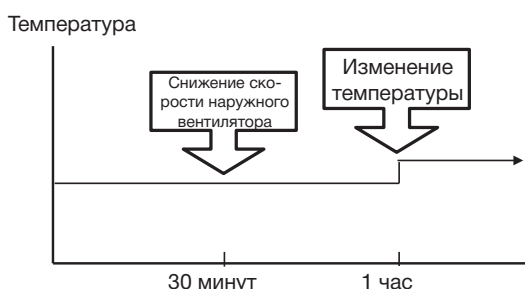 Температура
Снижение ско-
рости наружного
вентилятора
Изменение
температуры
30 минут
1 час